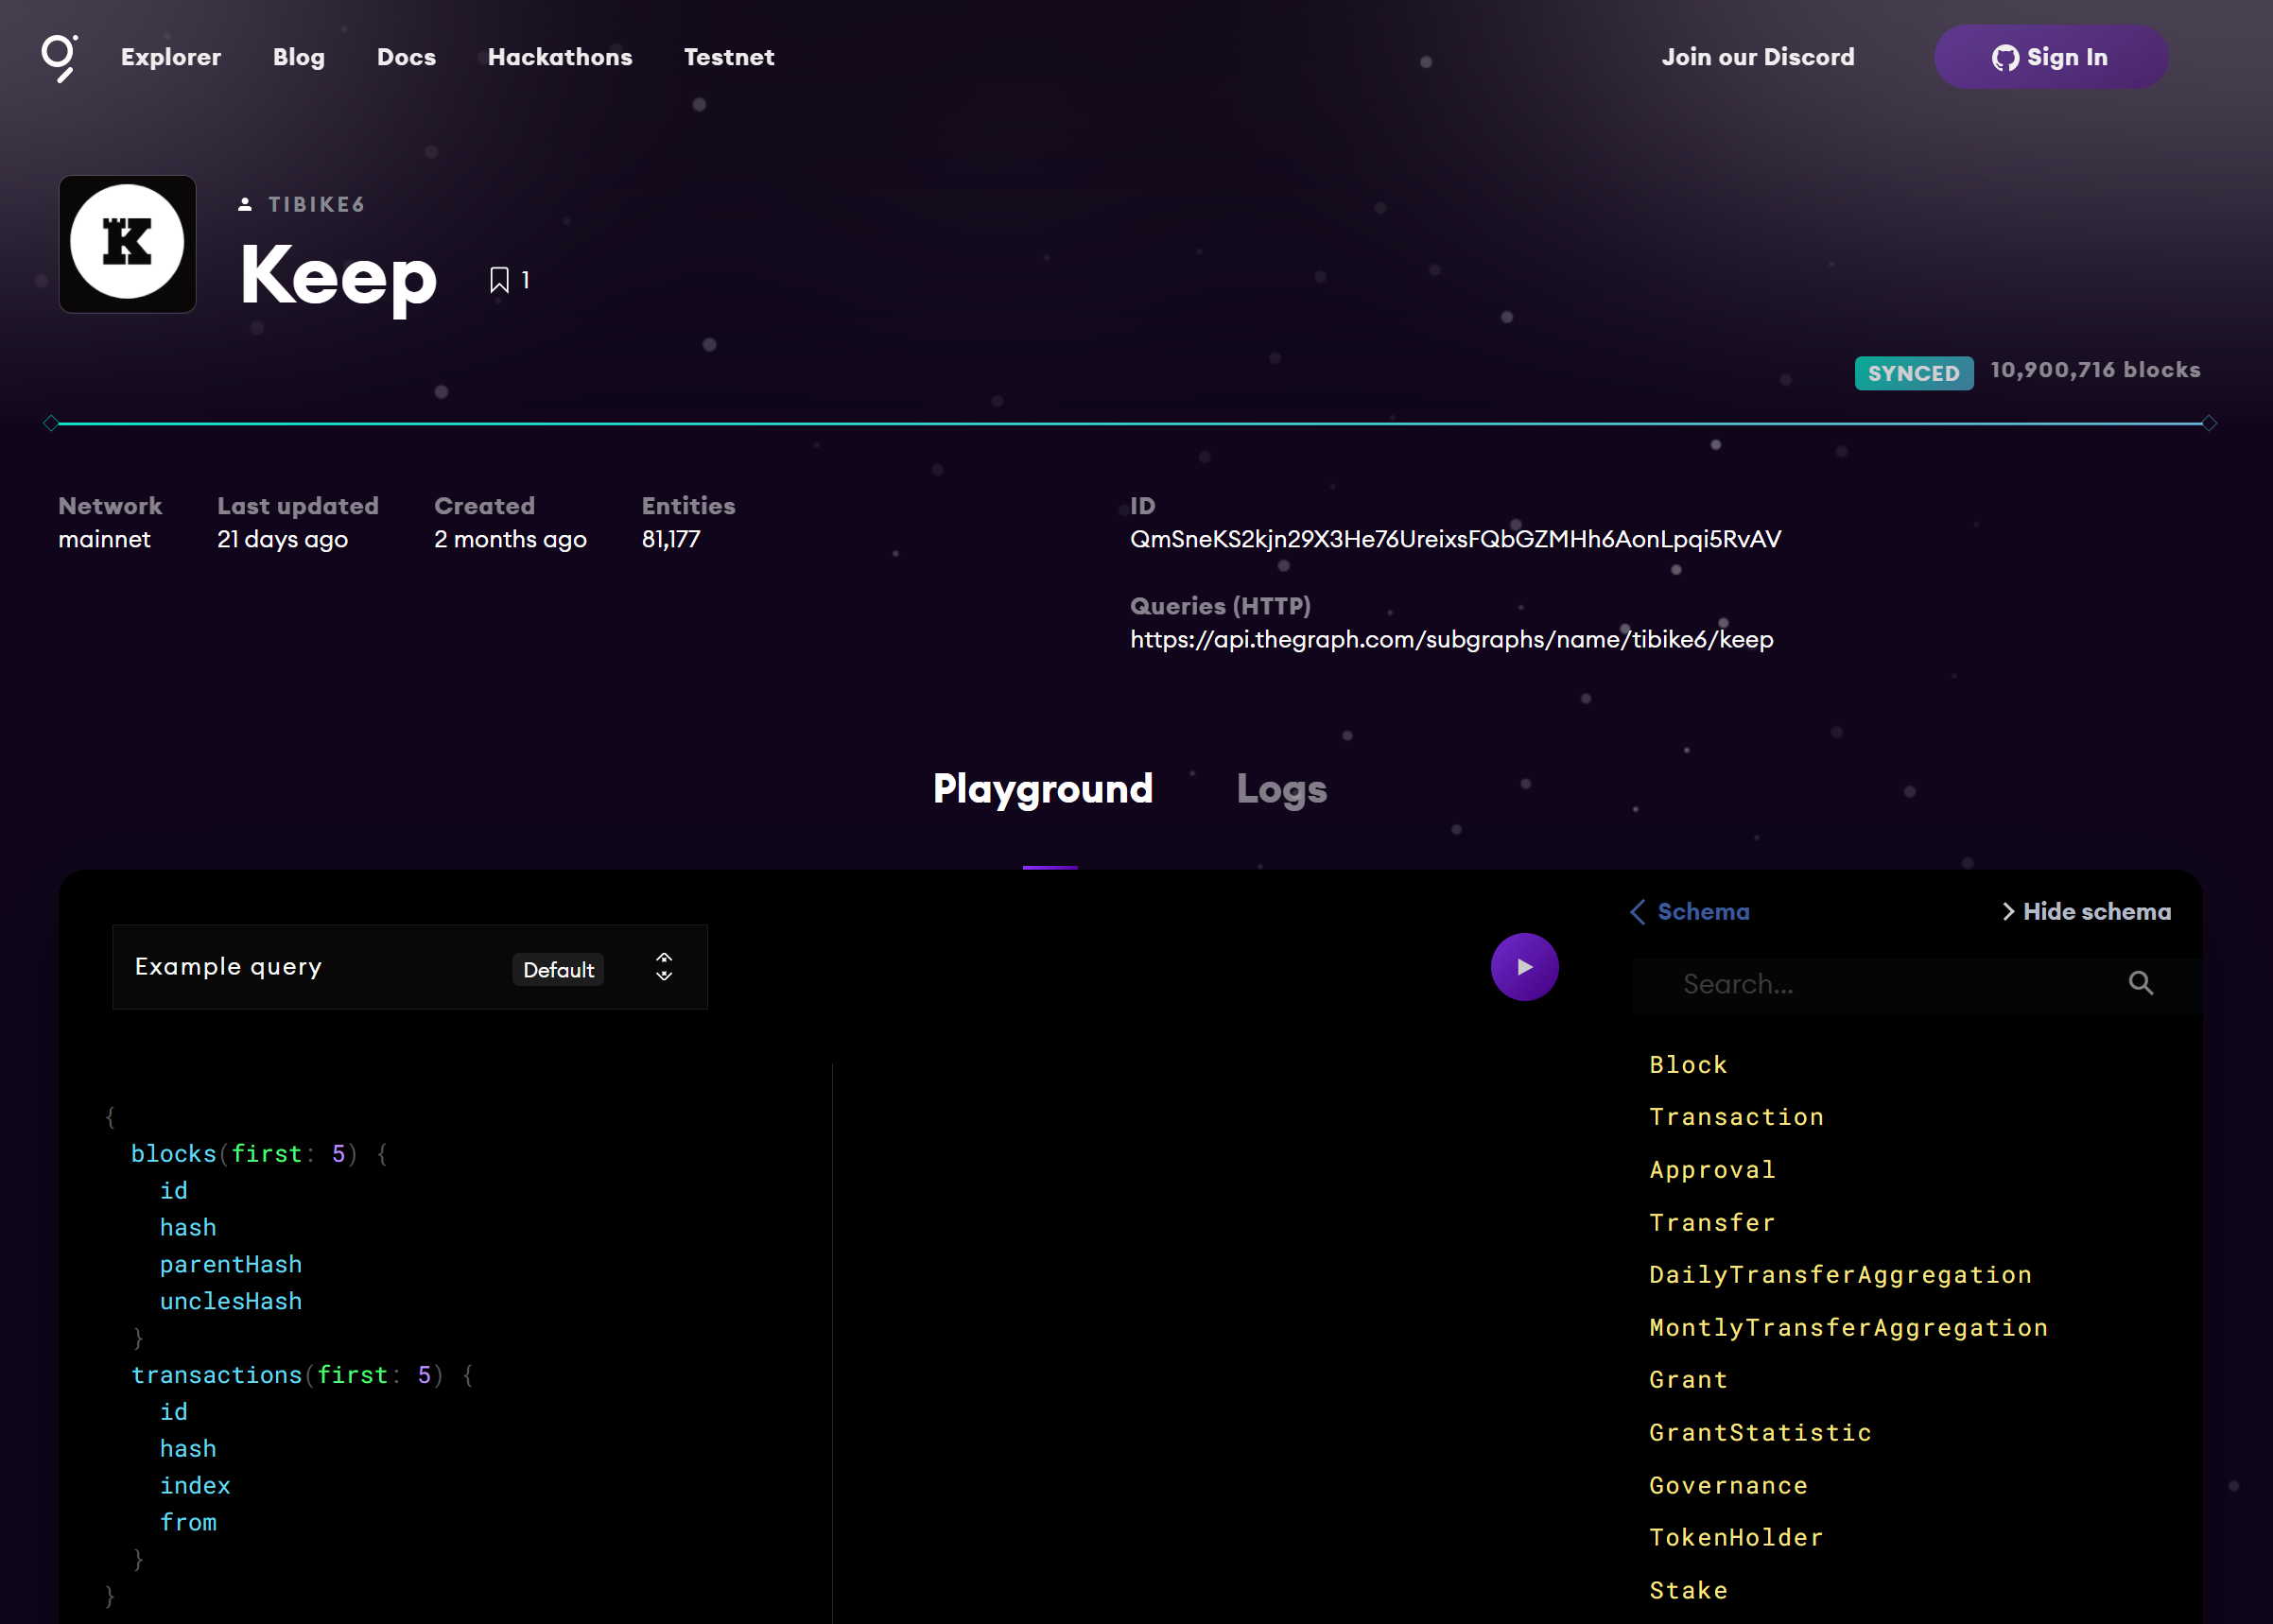 Explorer Blog Docs Hackathons Testnet Join our Discord Sign In
TIBIKE6
K
Keep 1
SYNCED 10,900,716 blocks
Network Last updated Created Entities
mainnet 21 days ago 2 months ago 81,177
ID
QmSneKS2kjn29X3He76UreixsFQbGZMHh6AonLpqi5RvAV
Queries (HTTP)
https://api.thegraph.com/subgraphs/name/tibike6/keep
Playground Logs
Example query Default
{
blocks(first: 5) {
id
hash
parentHash
unclesHash
}
transactions(first: 5) {
id
hash
index
from
}
}
Schema Hide schema
Search...
Block
Transaction
Approval
Transfer
DailyTransferAggregation
MontlyTransferAggregation
Grant
GrantStatistic
Governance
TokenHolder
Stake